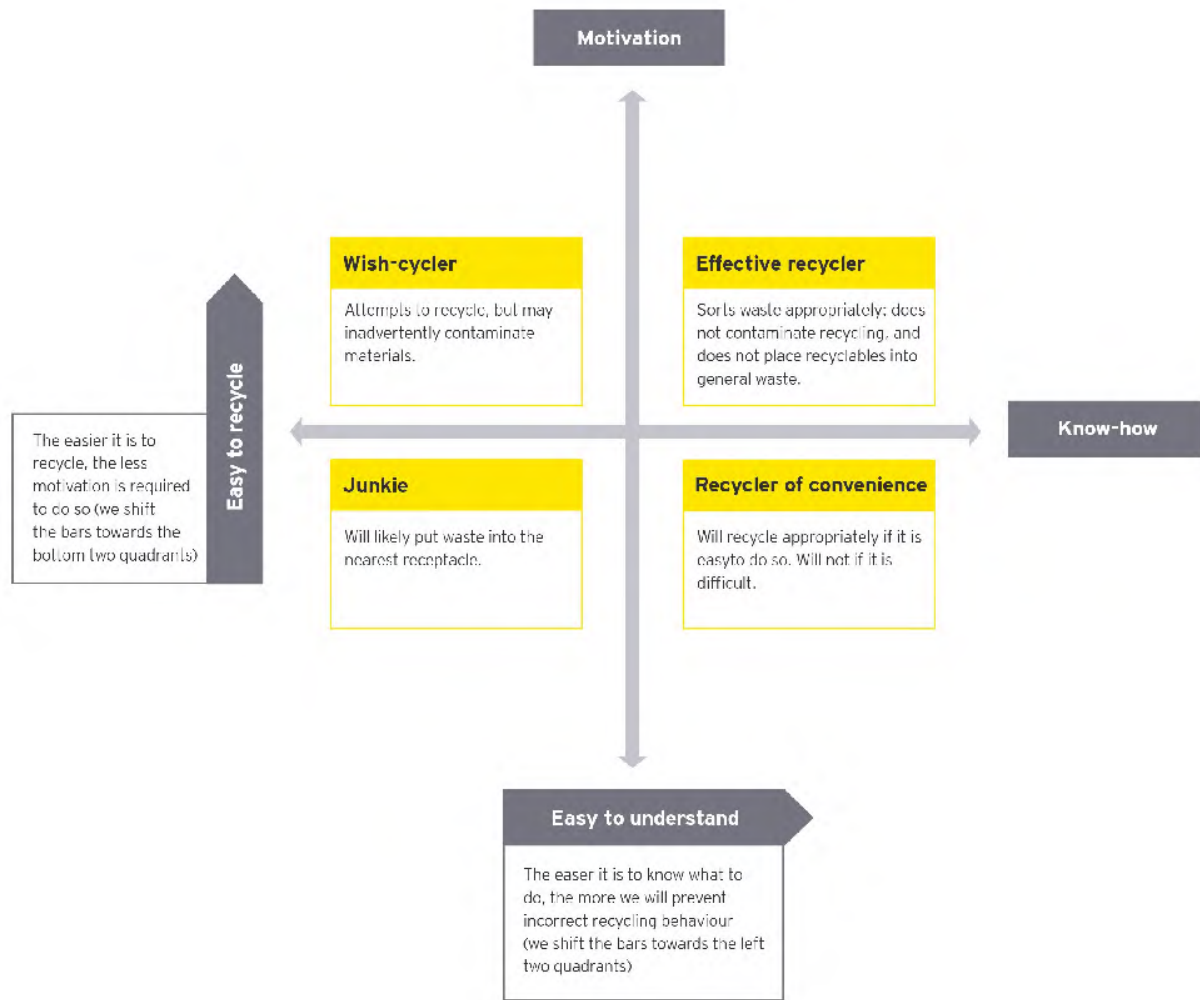 Motivation
Wish-cycler
Attempts to recycle, but may
inadvertently contaminate
materials.
Effective recycler
Sorts waste appropriately: does
not contaminate recycling, and
does not place recyclables into
general waste.
Easy to recycle
The easier it is to
recycle, the less
motivation is required
to do so (we shift
the bars towards the
bottom two quadrants)
Know-how
Junkie
Will likely put waste into the
nearest receptacle.
Recycler of convenience
Will recycle appropriately if it is
easyto do so. Will not if it is
difficult.
Easy to understand
The easer it is to know what to
do, the more we will prevent
incorrect recycling behaviour
(we shift the bars towards the left
two quadrants)